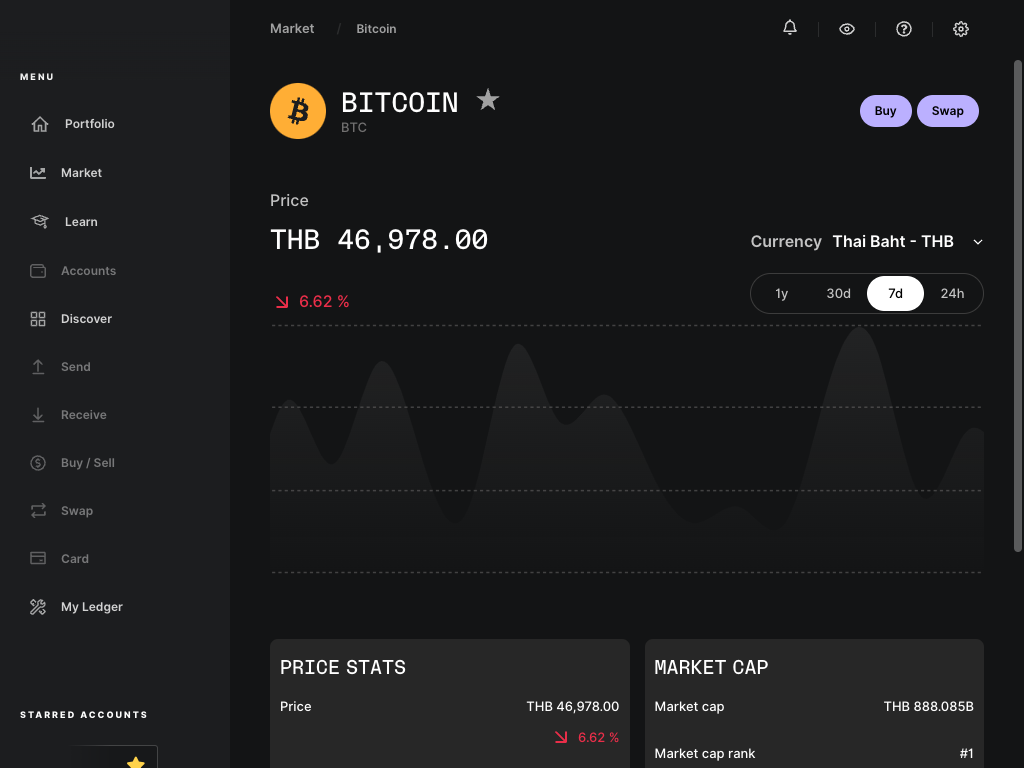 Market / Bitcoin
MENU
Portfolio
Market
Learn
Accounts
Discover
Send
Receive
Buy / Sell
Swap
Card
My Ledger
STARRED ACCOUNTS
BITCOIN
BTC
Buy
Swap
Price
THB 46,978.00
Currency Thai Baht - THB
6.62 %
1y 30d 7d 24h
PRICE STATS
Price THB 46,978.00
6.62 %
MARKET CAP
Market cap THB 888.085B
Market cap rank #1